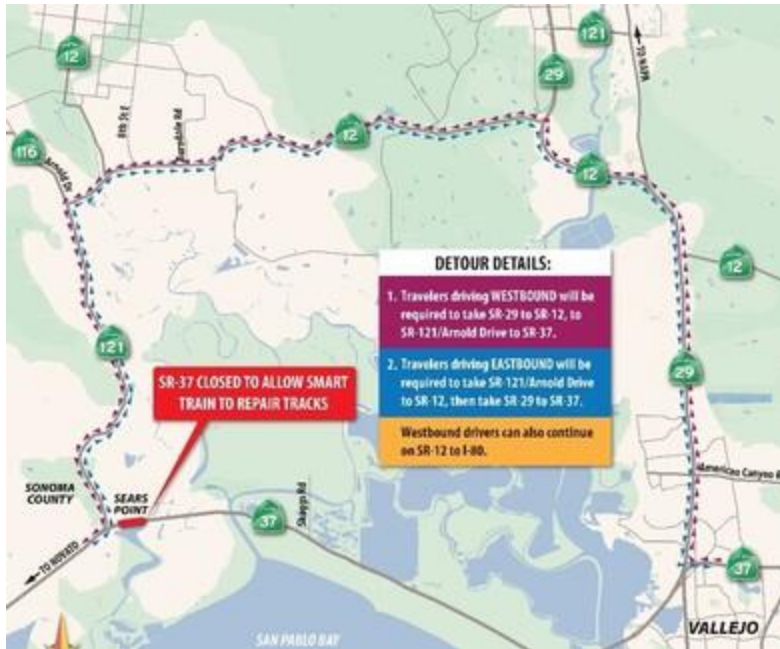 12
121
29
TO NAPA
116
8th St E
Arnold Dr
12
12
12
DETOUR DETAILS:
1. Travelers driving WESTBOUND will be
required to take SR-29 to SR-12, to
SR-121/Arnold Drive to SR-37.
2. Travelers driving EASTBOUND will be
required to take SR-121/Arnold Drive
to SR-12, then take SR-29 to SR-37.
Westbound drivers can also continue
on SR-12 to I-80.
121
29
SR-37 CLOSED TO ALLOW SMART
TRAIN TO REPAIR TRACKS
American Canyon
SONOMA
COUNTY
SEARS
POINT
Skaggs Rd
37
TO NOVATO
37
VALLEJO
SAN PABLO BAY